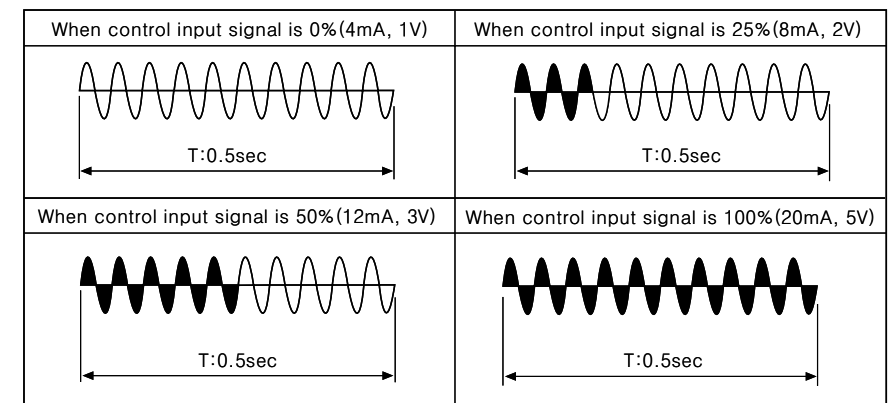 When control input signal is 0%(4mA, 1V)
When control input signal is 25%(8mA, 2V)
T:0.5sec
T:0.5sec
When control input signal is 50%(12mA, 3V)
When control input signal is 100%(20mA, 5V)
T:0.5sec
T:0.5sec